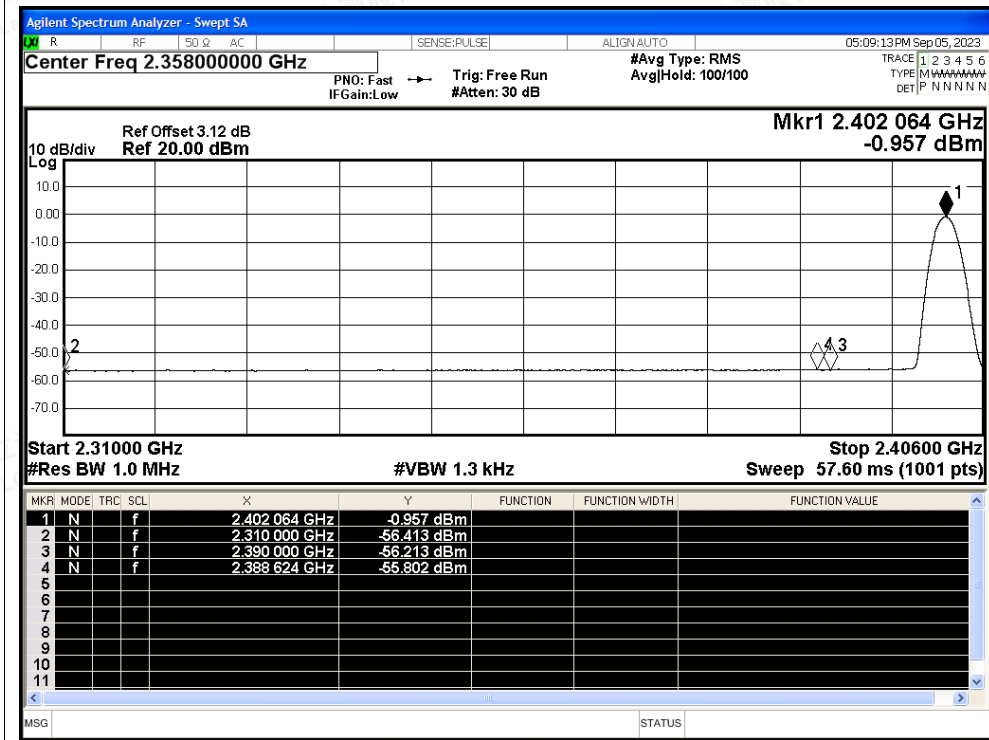 Agilent Spectrum Analyzer - Swept SA
LXI R RF 50 Ω AC SENSE:PULSE ALIGN AUTO 05:09:13 PM Sep 05, 2023
Center Freq 2.358000000 GHz
PNO: Fast
IFGain:Low
Trig: Free Run
#Atten: 30 dB
#Avg Type: RMS
Avg|Hold: 100/100
TRACE 1 2 3 4 5 6
TYPE M W W W W W
DET P N N N N N
Mkr1 2.402 064 GHz
-0.957 dBm
Ref Offset 3.12 dB
10 dB/div Ref 20.00 dBm
Log
10.0
0.00
-10.0
-20.0
-30.0
-40.0
-50.0
-60.0
-70.0
1
2
4 3
Start 2.31000 GHz Stop 2.40600 GHz
#Res BW 1.0 MHz #VBW 1.3 kHz Sweep 57.60 ms (1001 pts)
MKR MODE TRC SCL X Y FUNCTION FUNCTION WIDTH FUNCTION VALUE
1 N f 2.402 064 GHz -0.957 dBm
2 N f 2.310 000 GHz -56.413 dBm
3 N f 2.390 000 GHz -56.213 dBm
4 N f 2.388 624 GHz -55.802 dBm
5
6
7
8
9
10
11
MSG STATUS